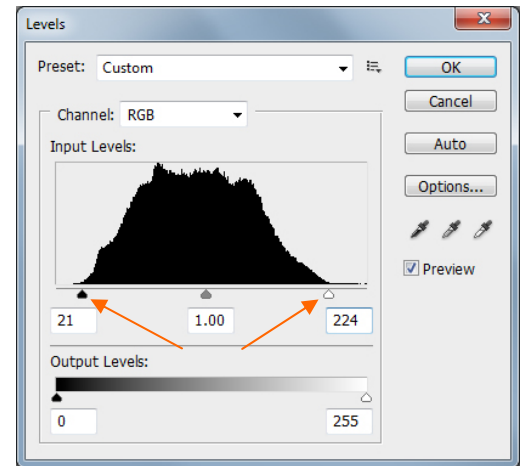 Levels
Preset: Custom
OK
Cancel
Auto
Options...
Preview
Channel: RGB
Input Levels:
21 1.00 224
Output Levels:
0 255